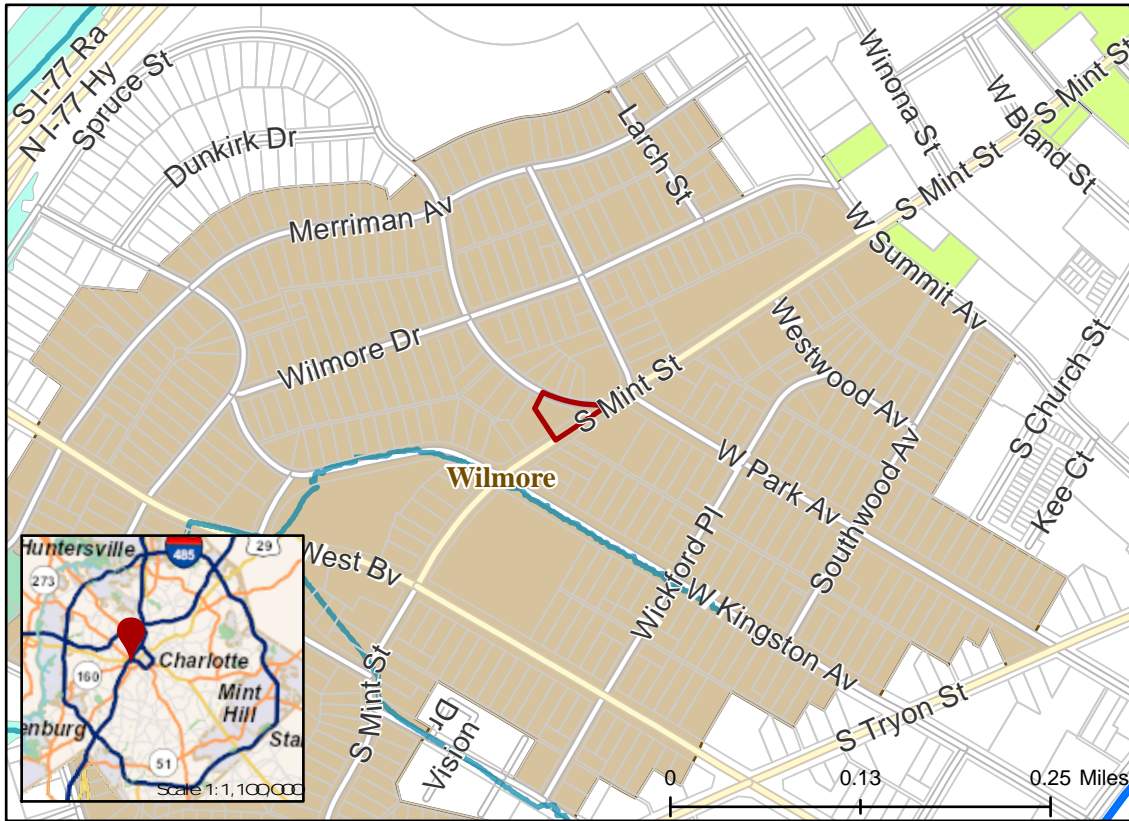 S I-77 Ra
N I-77 Hy
Spruce St
Dunkirk Dr
Merriman Av
Larch St
Winona St
W Bland St
S Mint St
S Mint St
W Summit Av
Wilmore Dr
S Mint St
Westwood Av
S Church St
Kee Ct
W Park Av
Southwood Av
Wilmore
Wickford Pl
W Kingston Av
West Bv
S Mint St
Vision Dr
S Tryon St
Huntersville
485
29
273
Charlotte
160
Mint
Hill
enburg
Sta
51
Scale 1:1,100,000
0 0.13 0.25 Miles